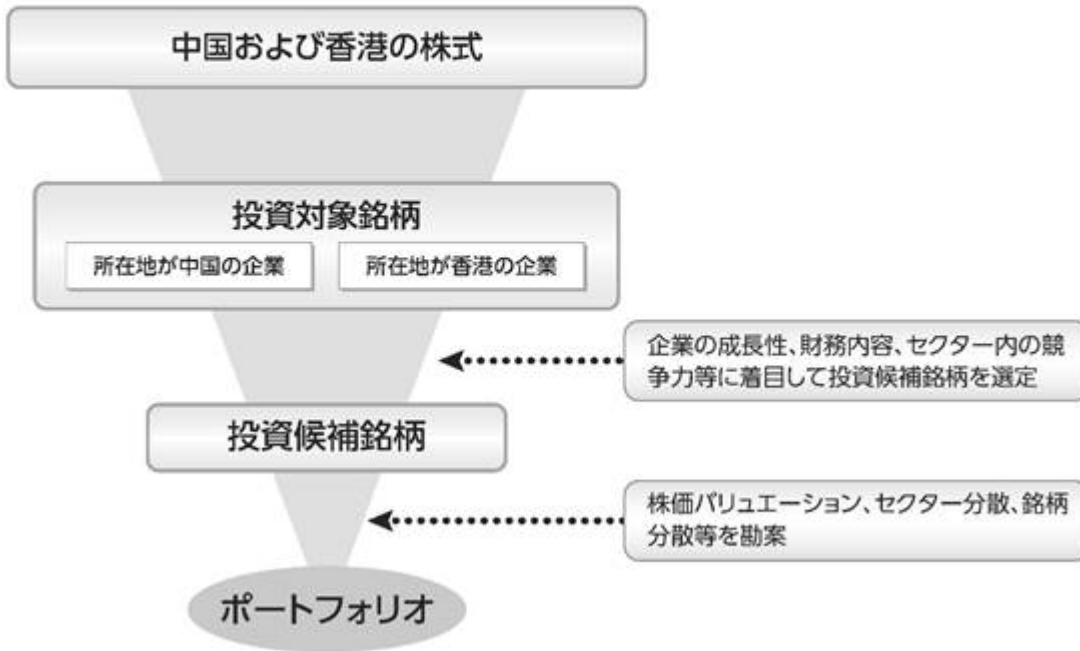 中国および香港の株式
投資対象銘柄
所在地が中国の企業
所在地が香港の企業
企業の成長性、財務内容、セクター内の競
争力等に着目して投資候補銘柄を選定
投資候補銘柄
株価バリュエーション、セクター分散、銘柄
分散等を勘案
ポートフォリオ